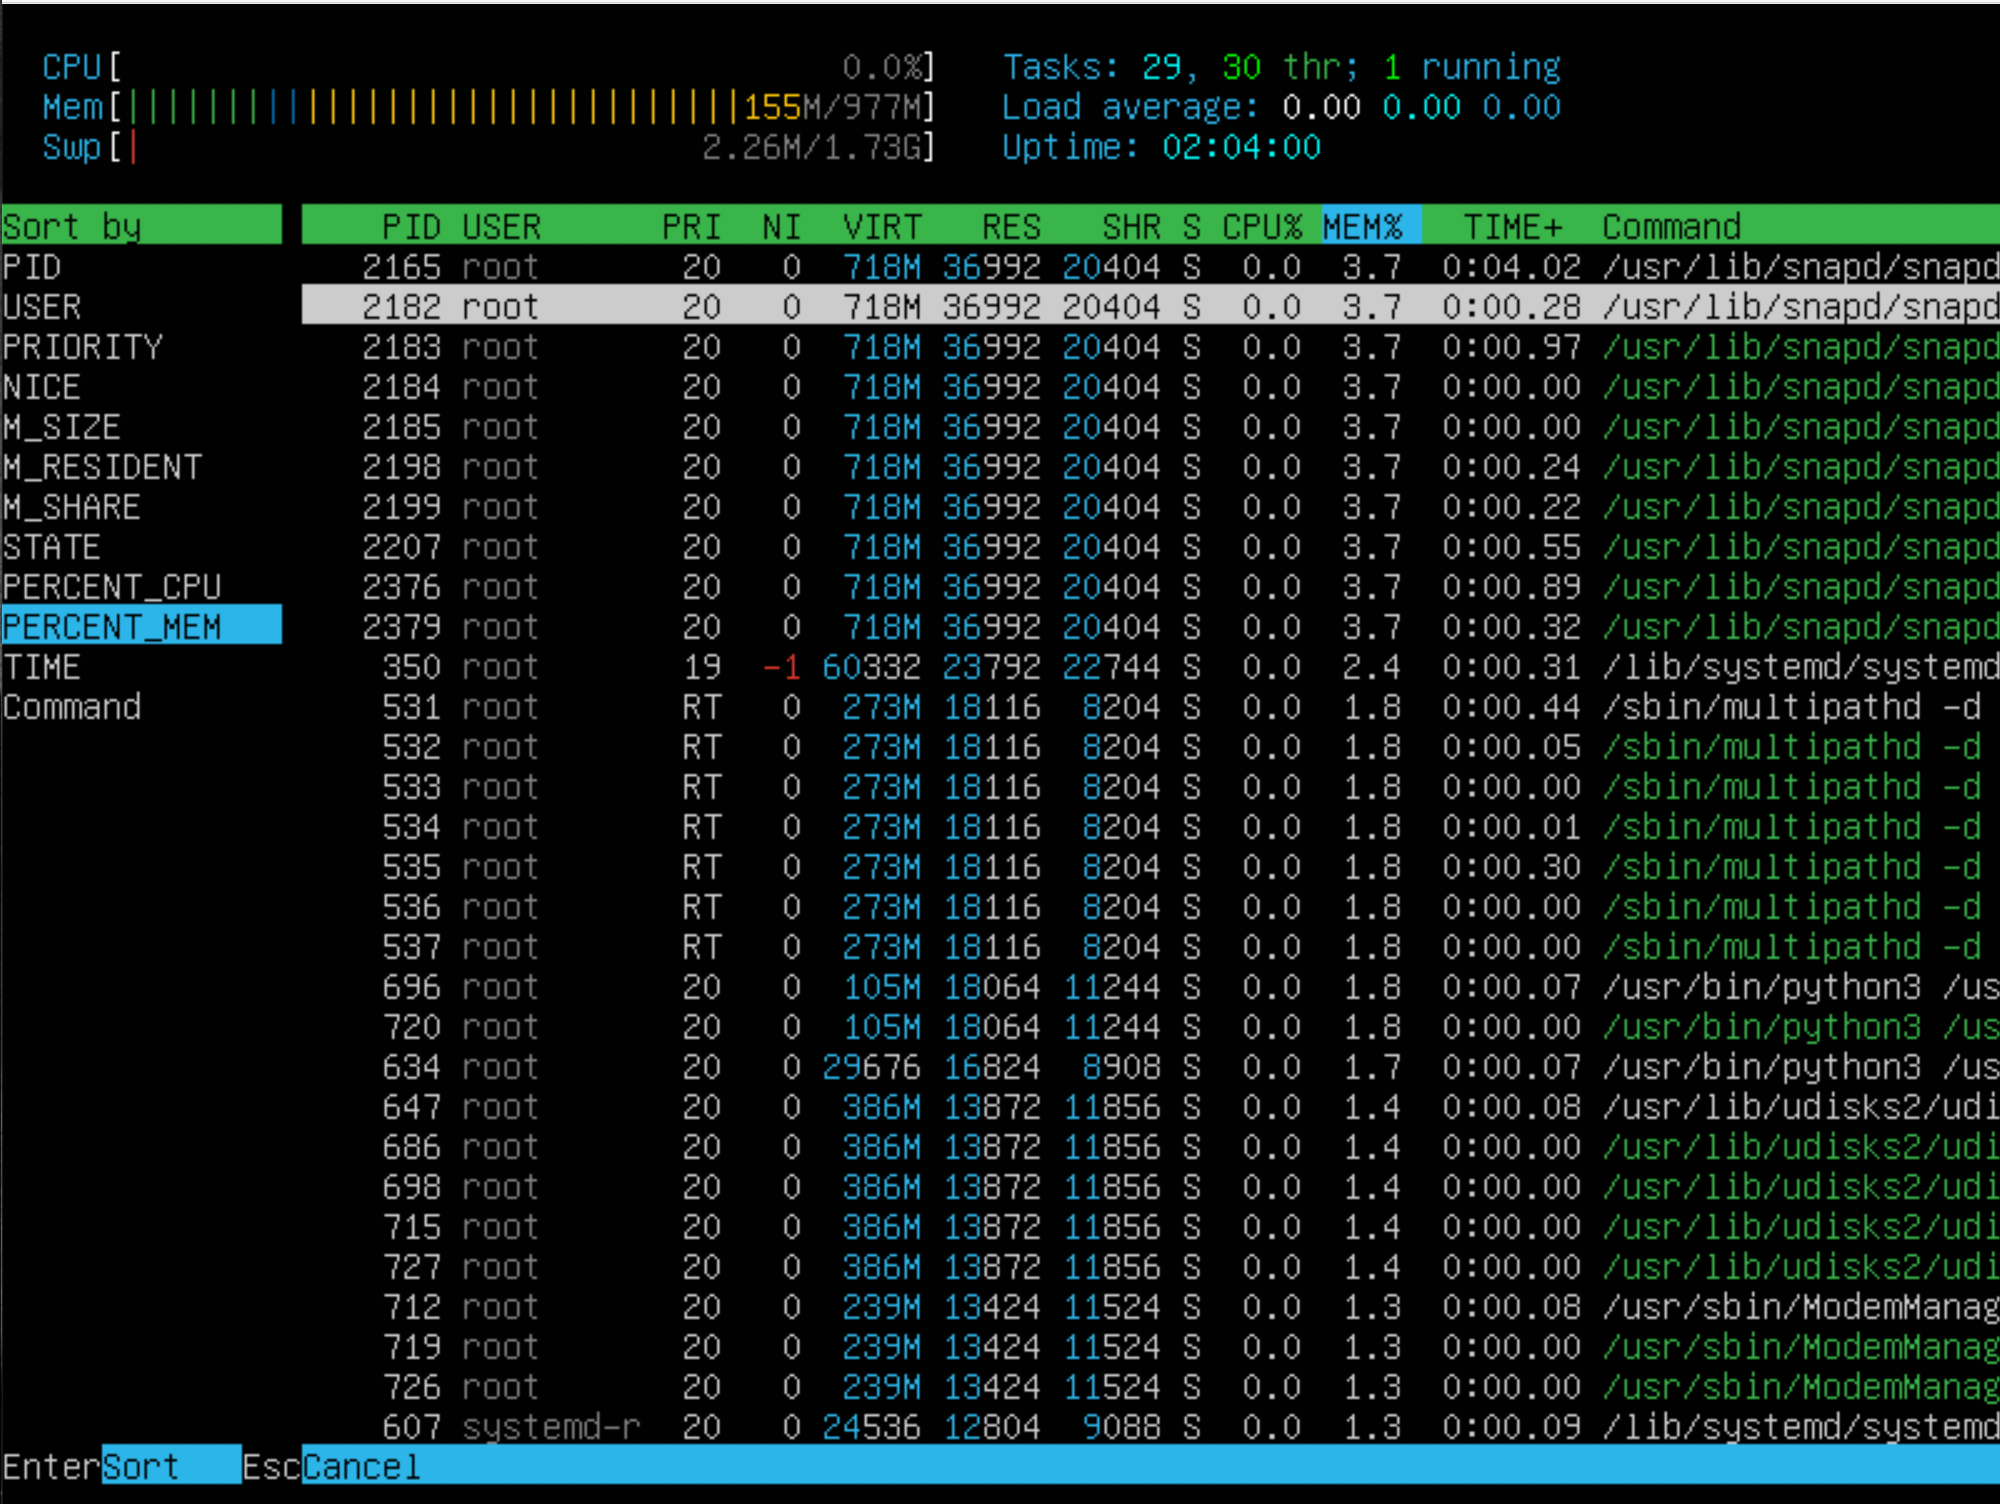 CPU[ 0.0%] Tasks: 29, 30 thr; 1 running
Mem[||||||||||||||||||||||||||||||||155M/977M] Load average: 0.00 0.00 0.00
Swp[| 2.26M/1.73G] Uptime: 02:04:00
Sort by PID USER PRI NI VIRT RES SHR S CPU% MEM% TIME+ Command
PID 2165 root 20 0 718M 36992 20404 S 0.0 3.7 0:04.02 /usr/lib/snapd/snapd
USER 2182 root 20 0 718M 36992 20404 S 0.0 3.7 0:00.28 /usr/lib/snapd/snapd
PRIORITY 2183 root 20 0 718M 36992 20404 S 0.0 3.7 0:00.97 /usr/lib/snapd/snapd
NICE 2184 root 20 0 718M 36992 20404 S 0.0 3.7 0:00.00 /usr/lib/snapd/snapd
M_SIZE 2185 root 20 0 718M 36992 20404 S 0.0 3.7 0:00.00 /usr/lib/snapd/snapd
M_RESIDENT 2198 root 20 0 718M 36992 20404 S 0.0 3.7 0:00.24 /usr/lib/snapd/snapd
M_SHARE 2199 root 20 0 718M 36992 20404 S 0.0 3.7 0:00.22 /usr/lib/snapd/snapd
STATE 2207 root 20 0 718M 36992 20404 S 0.0 3.7 0:00.55 /usr/lib/snapd/snapd
PERCENT_CPU 2376 root 20 0 718M 36992 20404 S 0.0 3.7 0:00.89 /usr/lib/snapd/snapd
PERCENT_MEM 2379 root 20 0 718M 36992 20404 S 0.0 3.7 0:00.32 /usr/lib/snapd/snapd
TIME 350 root 19 -1 60332 23792 22744 S 0.0 2.4 0:00.31 /lib/systemd/systemd
Command 531 root RT 0 273M 18116 8204 S 0.0 1.8 0:00.44 /sbin/multipathd -d
532 root RT 0 273M 18116 8204 S 0.0 1.8 0:00.05 /sbin/multipathd -d
533 root RT 0 273M 18116 8204 S 0.0 1.8 0:00.00 /sbin/multipathd -d
534 root RT 0 273M 18116 8204 S 0.0 1.8 0:00.01 /sbin/multipathd -d
535 root RT 0 273M 18116 8204 S 0.0 1.8 0:00.30 /sbin/multipathd -d
536 root RT 0 273M 18116 8204 S 0.0 1.8 0:00.00 /sbin/multipathd -d
537 root RT 0 273M 18116 8204 S 0.0 1.8 0:00.00 /sbin/multipathd -d
696 root 20 0 105M 18064 11244 S 0.0 1.8 0:00.07 /usr/bin/python3 /us
720 root 20 0 105M 18064 11244 S 0.0 1.8 0:00.00 /usr/bin/python3 /us
634 root 20 0 29676 16824 8908 S 0.0 1.7 0:00.07 /usr/bin/python3 /us
647 root 20 0 386M 13872 11856 S 0.0 1.4 0:00.08 /usr/lib/udisks2/udi
686 root 20 0 386M 13872 11856 S 0.0 1.4 0:00.00 /usr/lib/udisks2/udi
698 root 20 0 386M 13872 11856 S 0.0 1.4 0:00.00 /usr/lib/udisks2/udi
715 root 20 0 386M 13872 11856 S 0.0 1.4 0:00.00 /usr/lib/udisks2/udi
727 root 20 0 386M 13872 11856 S 0.0 1.4 0:00.00 /usr/lib/udisks2/udi
712 root 20 0 239M 13424 11524 S 0.0 1.3 0:00.08 /usr/sbin/ModemManag
719 root 20 0 239M 13424 11524 S 0.0 1.3 0:00.00 /usr/sbin/ModemManag
726 root 20 0 239M 13424 11524 S 0.0 1.3 0:00.00 /usr/sbin/ModemManag
607 systemd-r 20 0 24536 12804 9088 S 0.0 1.3 0:00.09 /lib/systemd/systemd
EnterSort EscCancel